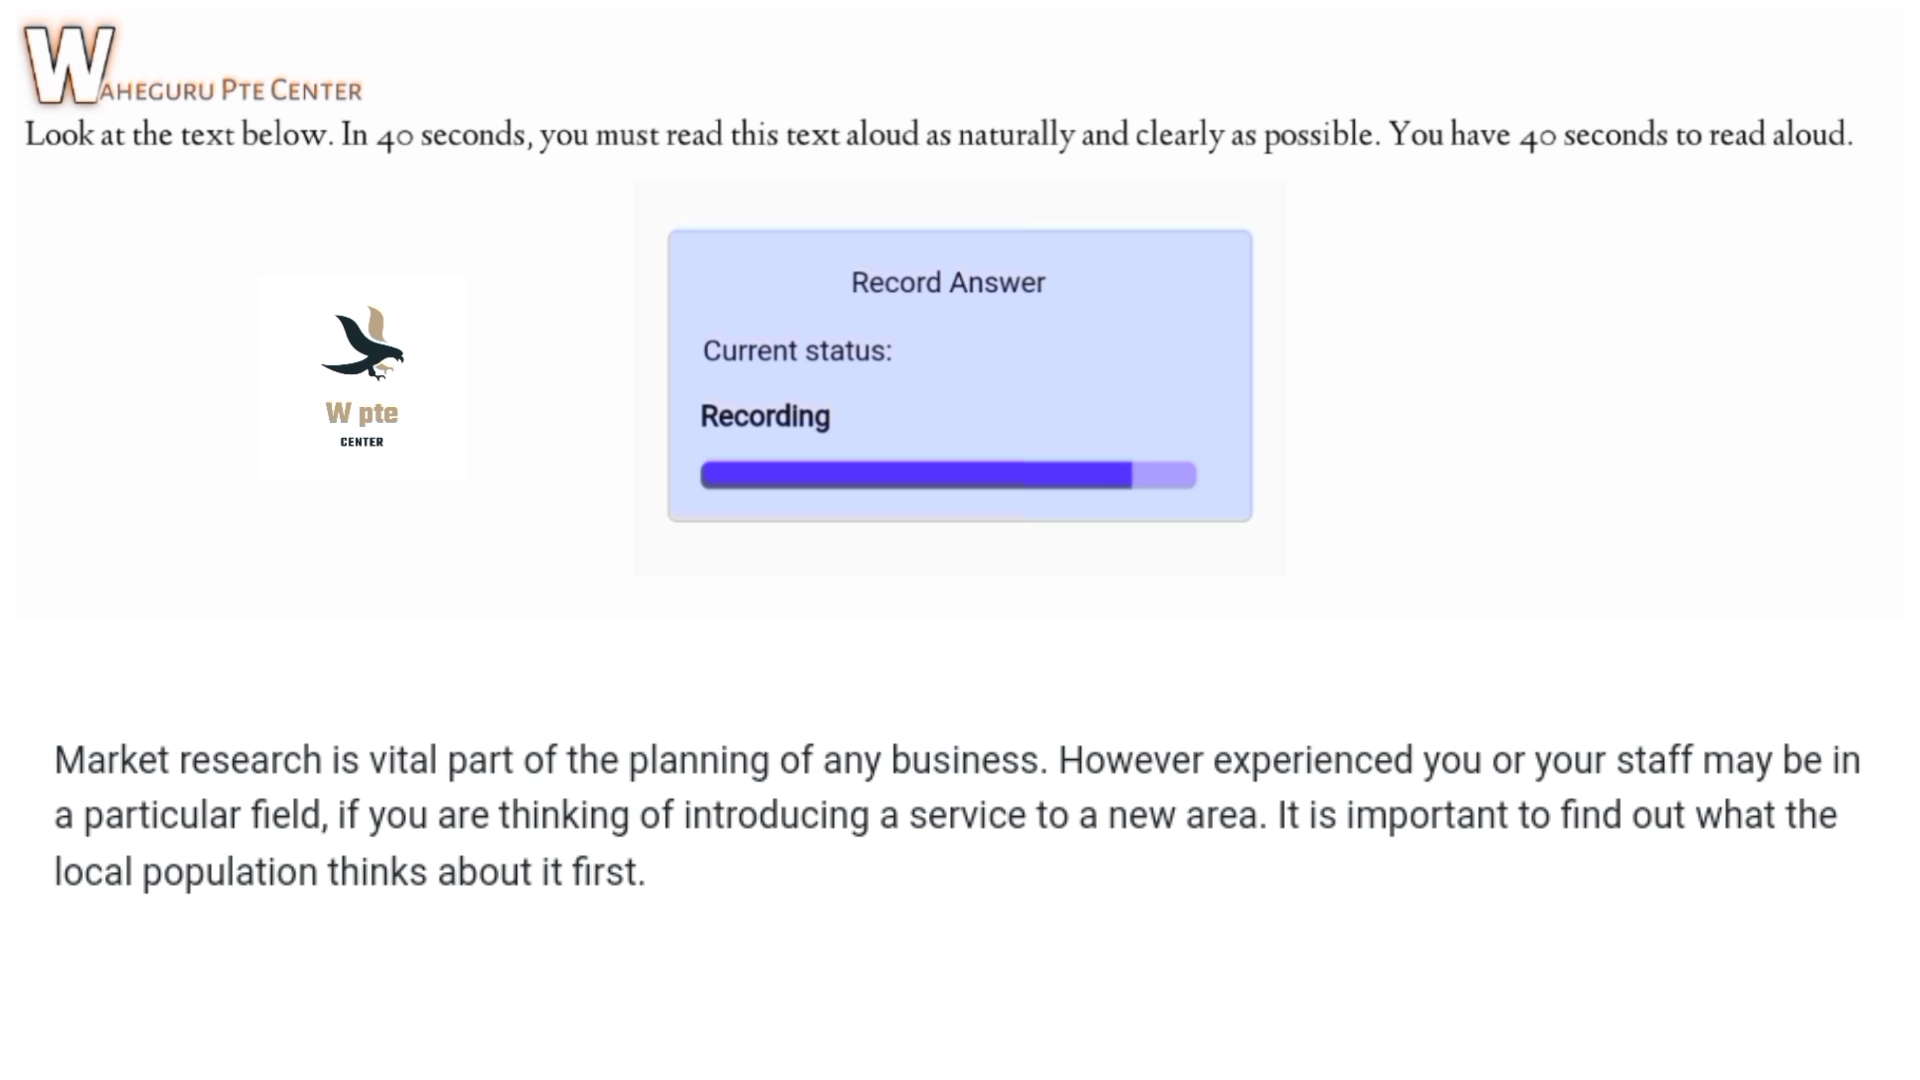 WAHEGURU PTE CENTER
Look at the text below. In 40 seconds, you must read this text aloud as naturally and clearly as possible. You have 40 seconds to read aloud.
Record Answer
Current status:
Recording
W pte
CENTER
Market research is vital part of the planning of any business. However experienced you or your staff may be in
a particular field, if you are thinking of introducing a service to a new area. It is important to find out what the
local population thinks about it first.